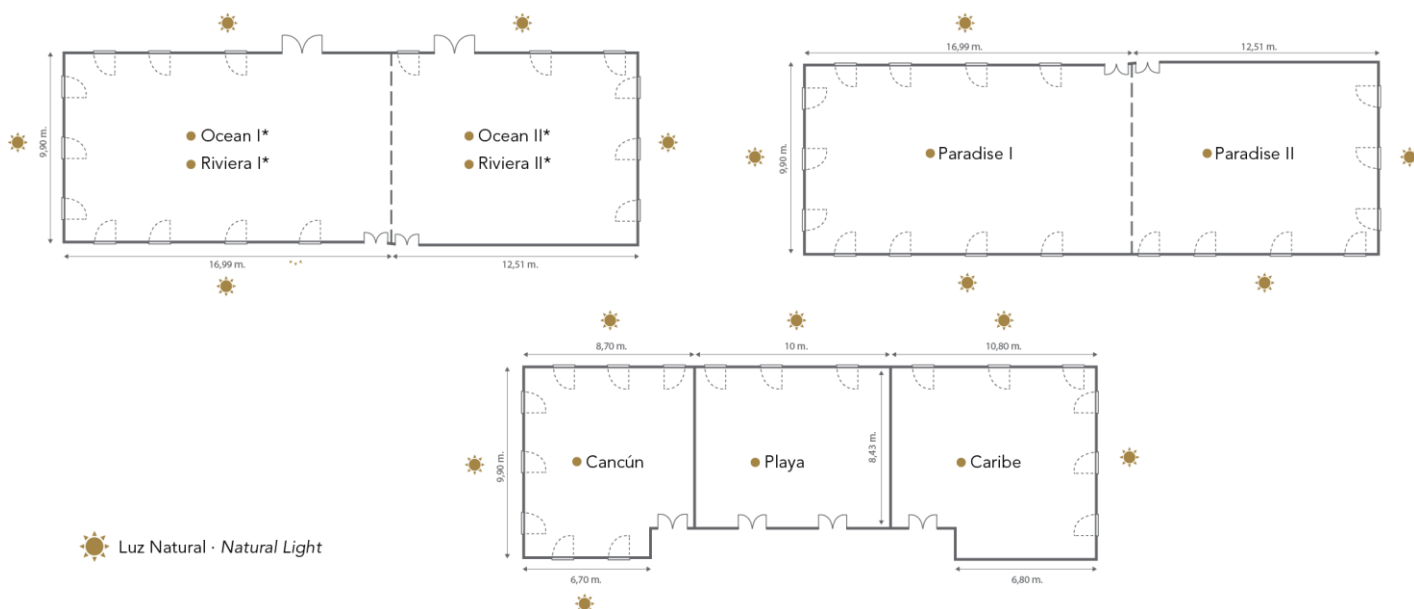 16,99 m.
12,51 m.
9,90 m.
Ocean I*
Riviera I*
Ocean II*
Riviera II*
9,90 m.
Paradise I
Paradise II
16,99 m.
12,51 m.
8,70 m.
10 m.
10,80 m.
9,90 m.
Cancún
Playa
8,43 m.
Caribe
Luz Natural · Natural Light
6,70 m.
6,80 m.